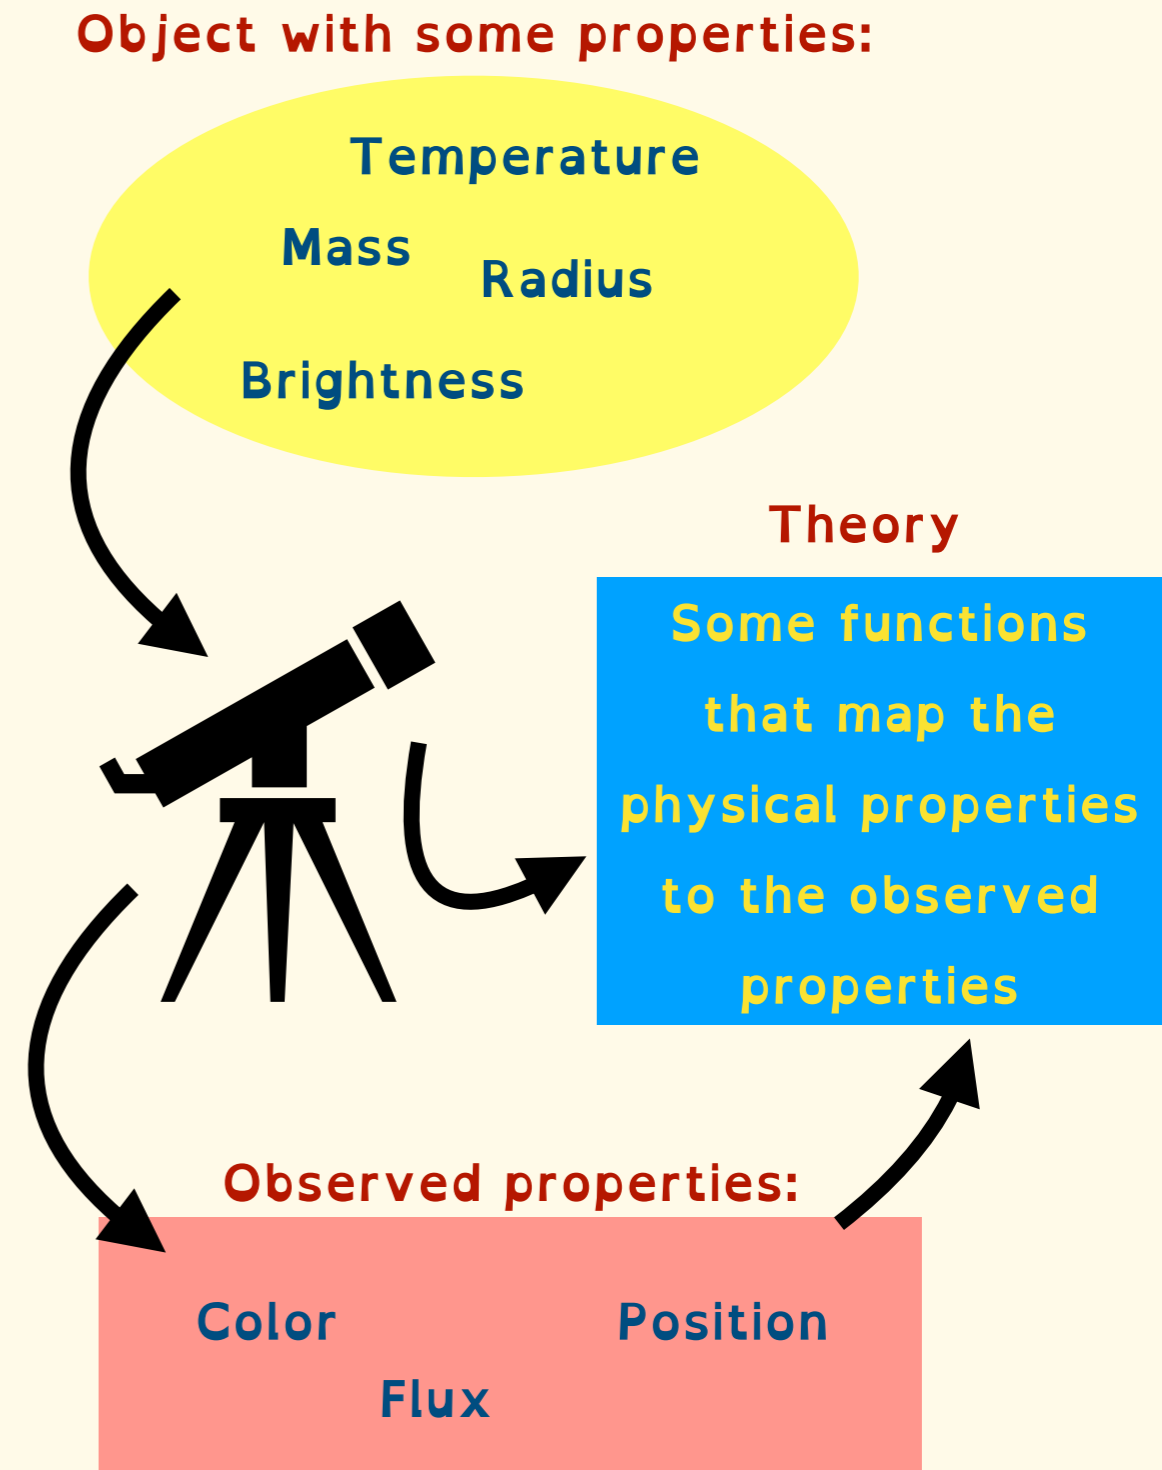 Object with some properties:
Temperature
Mass
Radius
Brightness
Theory
Some functions
that map the
physical properties
to the observed
properties
Observed properties:
Color
Position
Flux